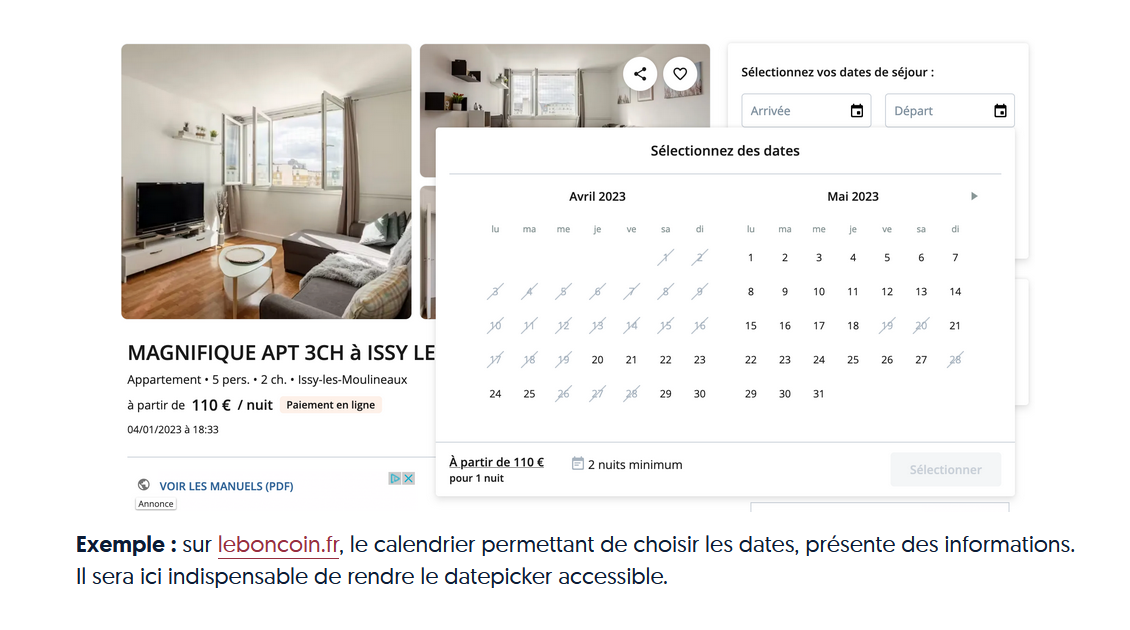 Sélectionnez vos dates de séjour :
Arrivée
Départ
Sélectionnez des dates
Avril 2023
lu ma me je ve sa di
1 2
3 4 5 6 7 8 9
10 11 12 13 14 15 16
17 18 19 20 21 22 23
24 25 26 27 28 29 30
Mai 2023
lu ma me je ve sa di
1 2 3 4 5 6 7
8 9 10 11 12 13 14
15 16 17 18 19 20 21
22 23 24 25 26 27 28
29 30 31
À partir de 110 €
pour 1 nuit
2 nuits minimum
Sélectionner
MAGNIFIQUE APT 3CH à ISSY LE
Appartement • 5 pers. • 2 ch. • Issy-les-Moulineaux
à partir de 110 € / nuit Paiement en ligne
04/01/2023 à 18:33
VOIR LES MANUELS (PDF)
Annonce
Exemple : sur leboncoin.fr, le calendrier permettant de choisir les dates, présente des informations.
Il sera ici indispensable de rendre le datepicker accessible.